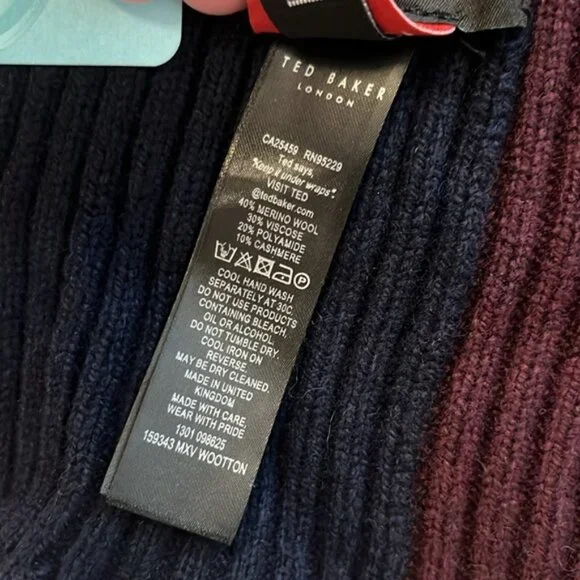 TED BAKER
LONDON
CA25459 RN95229
Ted says,
"Keep it under wraps".
VISIT TED
@tedbaker.com
40% MERINO WOOL
30% VISCOSE
20% POLYAMIDE
10% CASHMERE
P
COOL HAND WASH
SEPARATELY AT 30C.
DO NOT USE PRODUCTS
CONTAINING BLEACH,
OIL OR ALCOHOL
DO NOT TUMBLE DRY.
COOL IRON ON
REVERSE.
MAY BE DRY CLEANED.
MADE IN UNITED
KINGDOM
MADE WITH CARE,
WEAR WITH PRIDE
1301 098625
159343 MXV WOOTTON